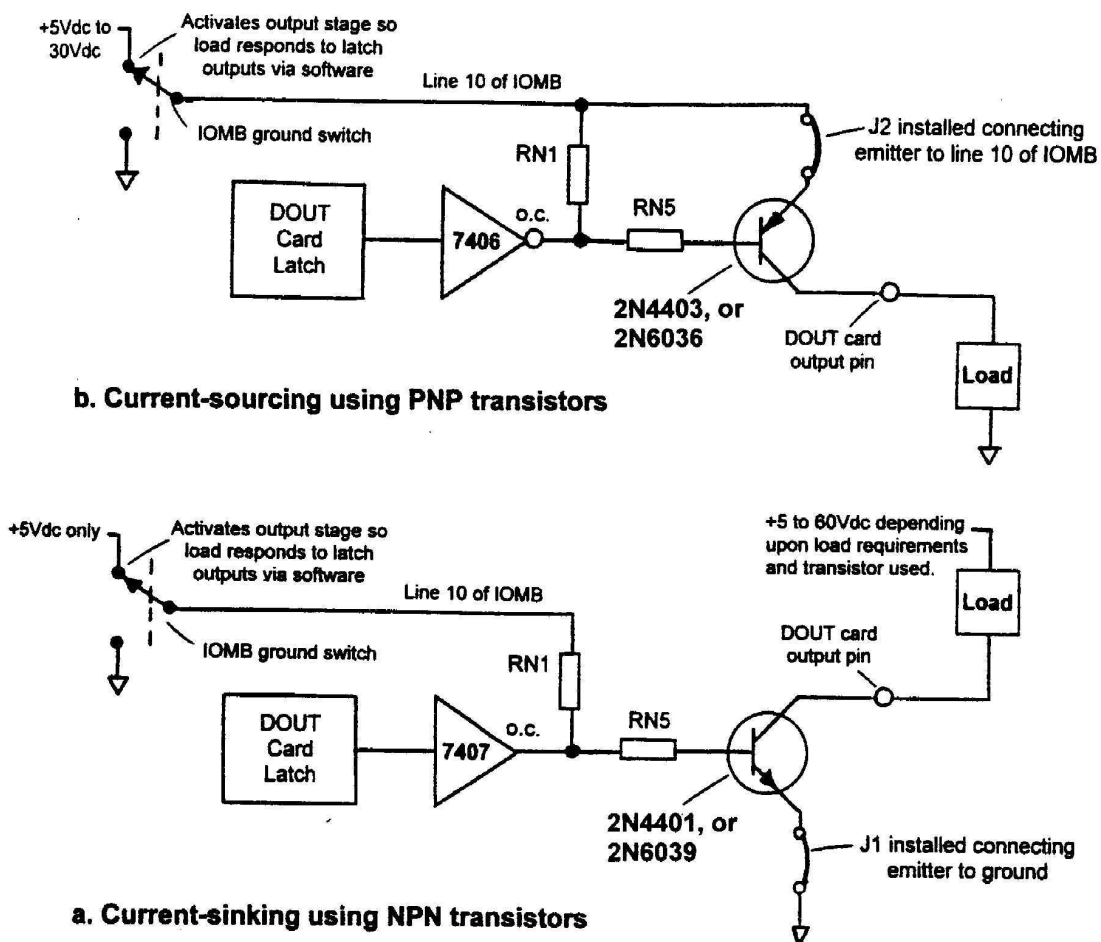 +5Vdc to
30Vdc
Activates output stage so
load responds to latch
outputs via software
Line 10 of IOMB
IOMB ground switch
J2 installed connecting
emitter to line 10 of IOMB
RN1
DOUT
Card
Latch
7406
o.c.
RN5
2N4403, or
2N6036
DOUT card
output pin
Load
b. Current-sourcing using PNP transistors
+5Vdc only
Activates output stage so
load responds to latch
outputs via software
Line 10 of IOMB
IOMB ground switch
+5 to 60Vdc depending
upon load requirements
and transistor used.
Load
DOUT card
output pin
RN1
DOUT
Card
Latch
7407
o.c.
RN5
2N4401, or
2N6039
J1 installed connecting
emitter to ground
a. Current-sinking using NPN transistors